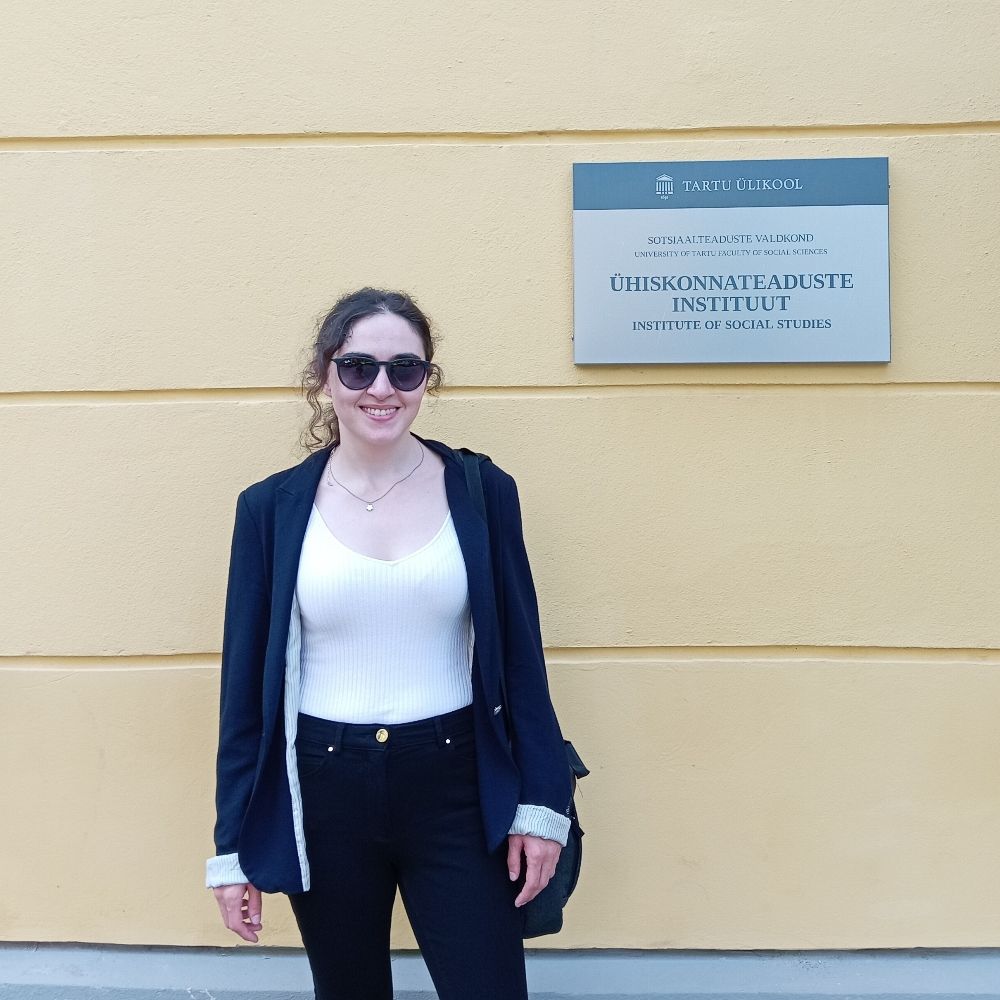 TARTU ÜLIKOOL
SOTSIAALTEADUSTE VALDKOND
UNIVERSITY OF TARTU FACULTY OF SOCIAL SCIENCES
ÜHISKONNATEADUSTE
INSTITUUT
INSTITUTE OF SOCIAL STUDIES